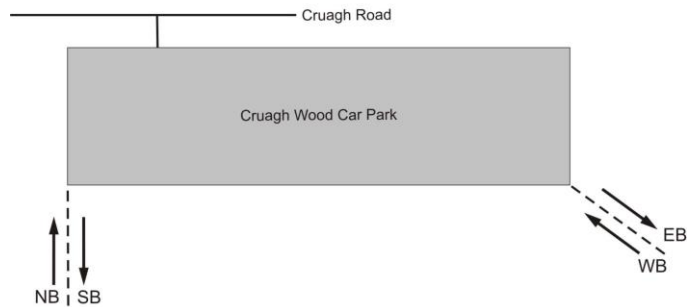 Cruagh Road
Cruagh Wood Car Park
EB
WB
NB SB